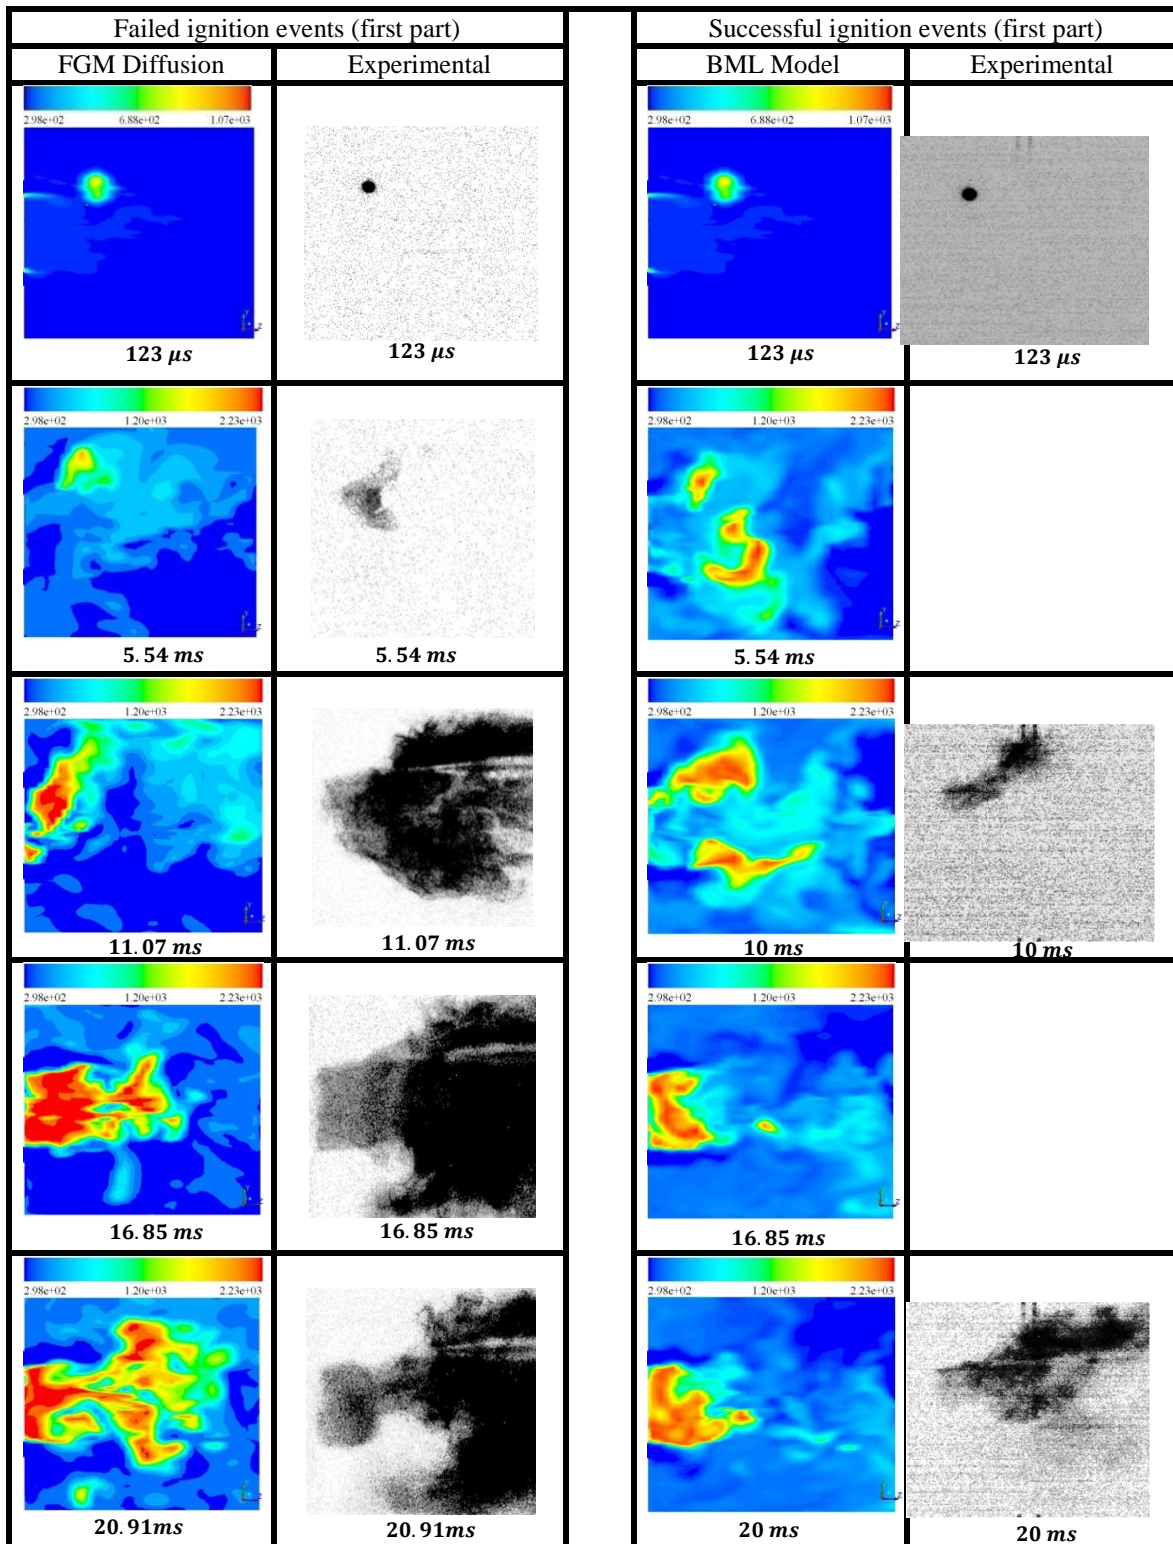 Failed ignition events (first part)
Successful ignition events (first part)
FGM Diffusion
Experimental
BML Model
Experimental
2.98e+02 6.88e+02 1.07e+03
2.98e+02 6.88e+02 1.07e+03
123 μs
123 μs
123 μs
123 μs
2.98e+02 1.20e+03 2.23e+03
2.98e+02 1.20e+03 2.23e+03
5.54 ms
5.54 ms
5.54 ms
2.98e+02 1.20e+03 2.23e+03
2.98e+02 1.20e+03 2.23e+03
11.07 ms
11.07 ms
10 ms
10 ms
2.98e+02 1.20e+03 2.23e+03
2.98e+02 1.20e+03 2.23e+03
16.85 ms
16.85 ms
16.85 ms
2.98e+02 1.20e+03 2.23e+03
2.98e+02 1.20e+03 2.23e+03
20.91ms
20.91ms
20 ms
20 ms